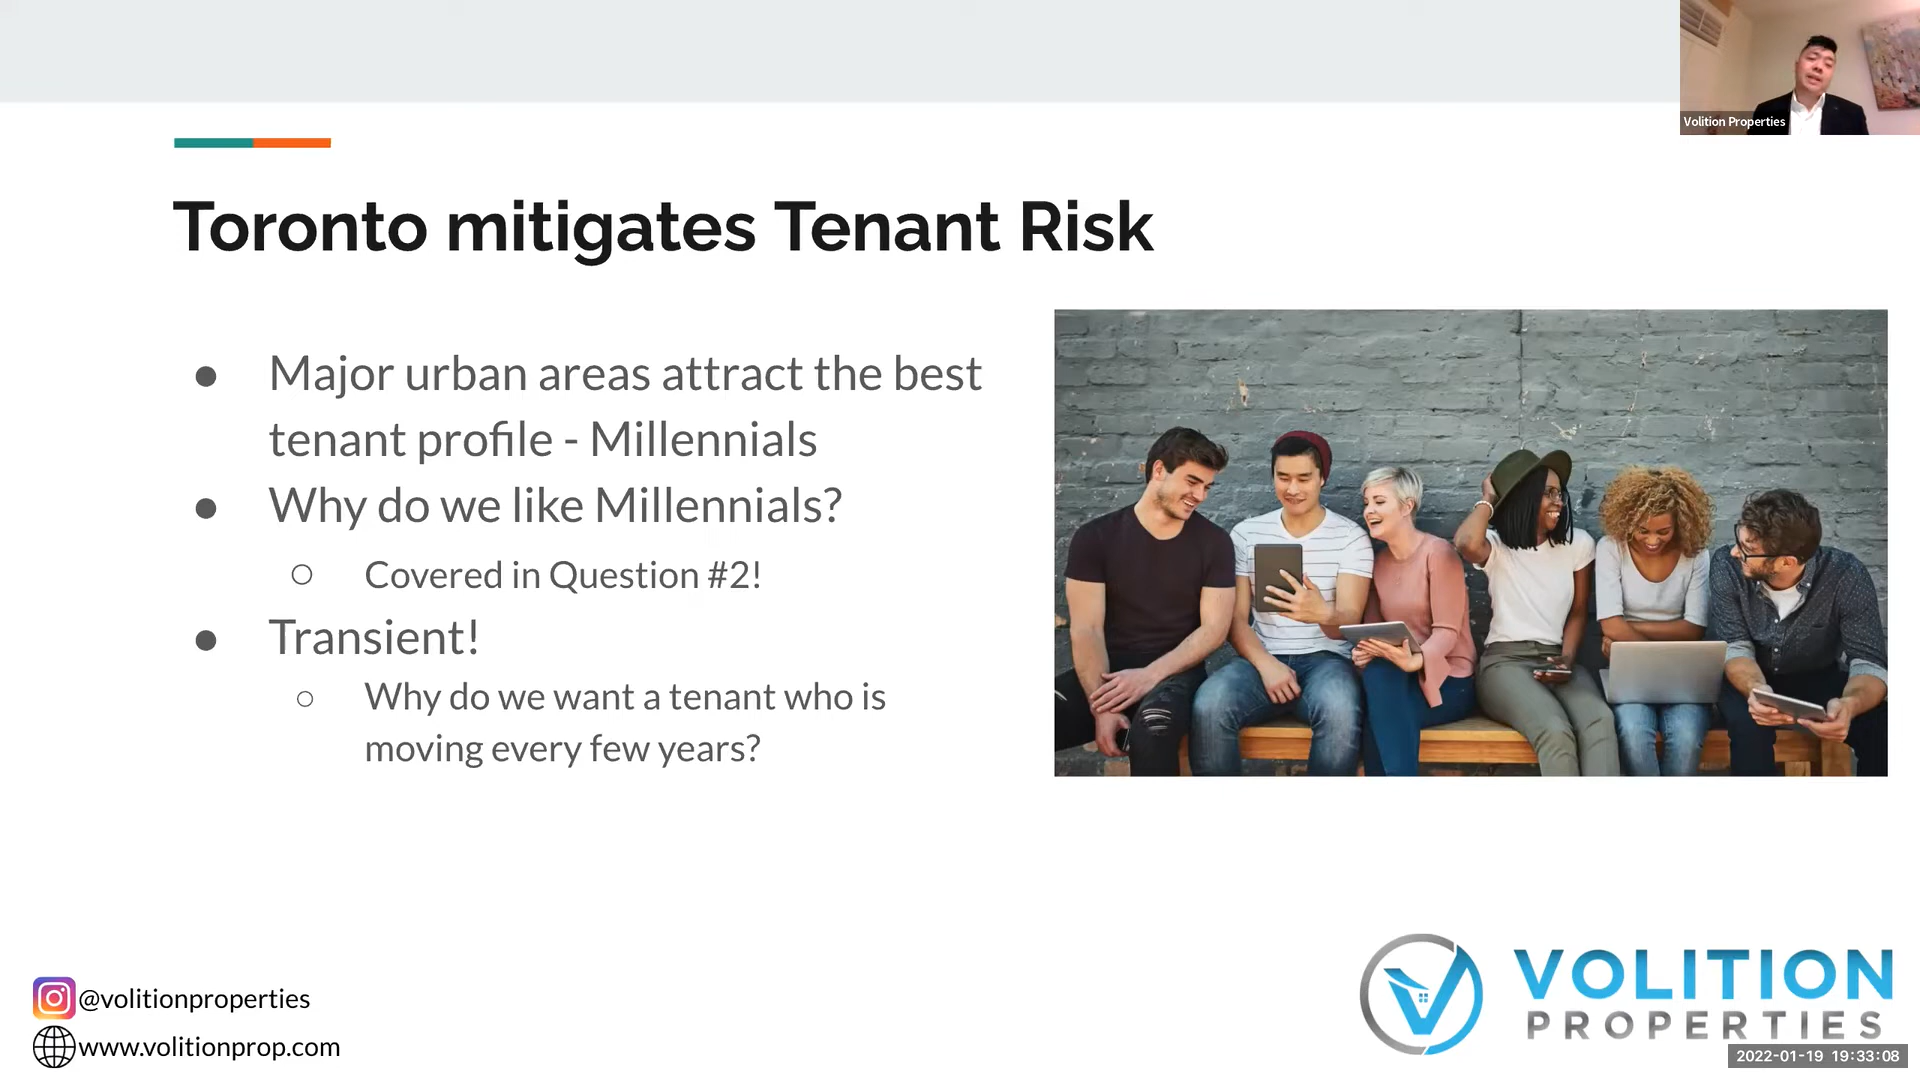 Volition Properties
Toronto mitigates Tenant Risk
● Major urban areas attract the best
tenant profile - Millennials
● Why do we like Millennials?
○ Covered in Question #2!
● Transient!
○ Why do we want a tenant who is
moving every few years?
@volitionproperties
www.volitionprop.com
VOLITION
PROPERTIES
2022-01-19 19:33:08